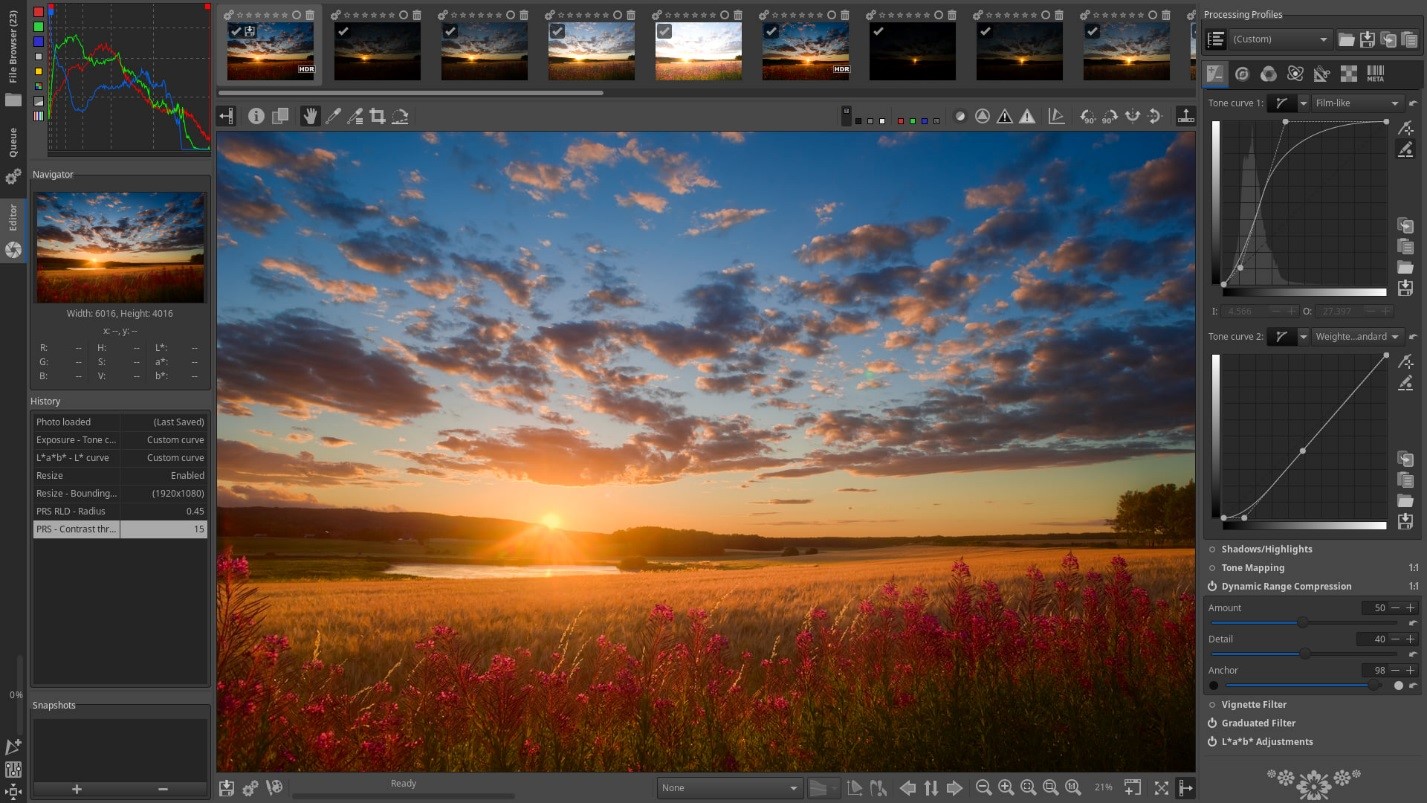 File Browser (23)
Queue
Editor
0%
Navigator
Width: 6016, Height: 4016
x: --, y: --
R: -- H: -- L*: --
G: -- S: -- a*: --
B: -- V: -- b*: --
History
Photo loaded (Last Saved)
Exposure - Tone c... Custom curve
L*a*b* - L* curve Custom curve
Resize Enabled
Resize - Bounding... (1920x1080)
PRS RLD - Radius 0.45
PRS - Contrast thr... 15
Snapshots
HDR
HDR
90° 90°
Ready
None
1:1
21%
Processing Profiles
(Custom)
META
Tone curve 1: Film-like
I: 4.566 O: 27.397
Tone curve 2: Weighte...andard
Shadows/Highlights
Tone Mapping 1:1
Dynamic Range Compression 1:1
Amount 50
Detail 40
Anchor 98
Vignette Filter
Graduated Filter
L*a*b* Adjustments